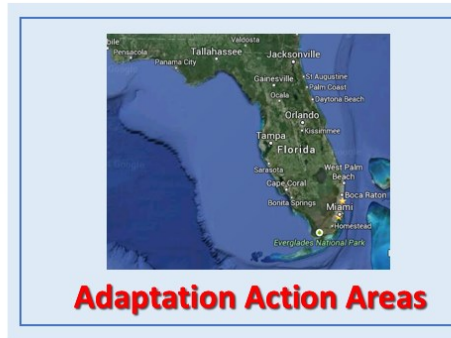 Valdosta
bile
Pensacola
Tallahassee
Jacksonville
Panama City
Gainesville
St Augustine
Palm Coast
Ocala
Daytona Beach
Orlando
Kissimmee
Tampa
Florida
Sarasota
West Palm
Beach
Cape Coral
Boca Raton
Bonita Springs
Miami
Homestead
Everglades National Park
Adaptation Action Areas